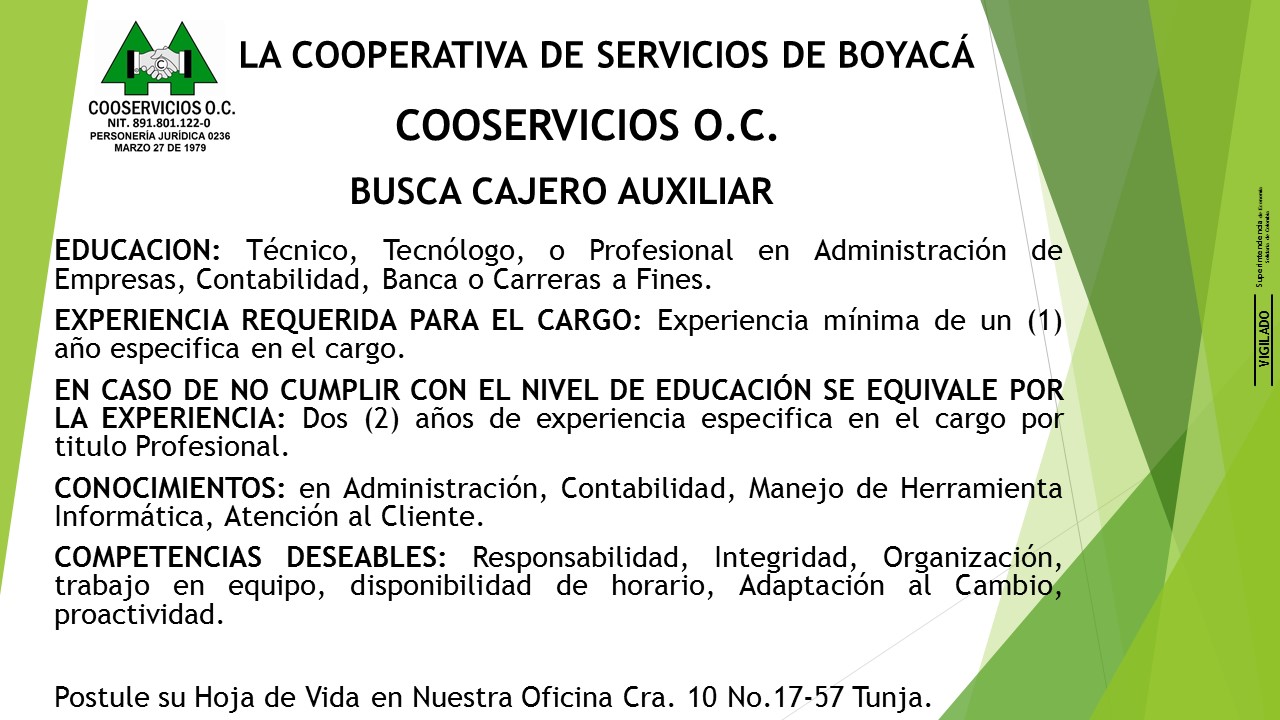 LA COOPERATIVA DE SERVICIOS DE BOYACÁ
COOSERVICIOS O.C.
NIT. 891.801.122-0
PERSONERÍA JURÍDICA 0236
MARZO 27 DE 1979
COOSERVICIOS O.C.
BUSCA CAJERO AUXILIAR
EDUCACION: Técnico, Tecnólogo, o Profesional en Administración de
Empresas, Contabilidad, Banca o Carreras a Fines.
EXPERIENCIA REQUERIDA PARA EL CARGO: Experiencia mínima de un (1)
año especifica en el cargo.
EN CASO DE NO CUMPLIR CON EL NIVEL DE EDUCACIÓN SE EQUIVALE POR
LA EXPERIENCIA: Dos (2) años de experiencia especifica en el cargo por
titulo Profesional.
CONOCIMIENTOS: en Administración, Contabilidad, Manejo de Herramienta
Informática, Atención al Cliente.
COMPETENCIAS DESEABLES: Responsabilidad, Integridad, Organización,
trabajo en equipo, disponibilidad de horario, Adaptación al Cambio,
proactividad.
Postule su Hoja de Vida en Nuestra Oficina Cra. 10 No.17-57 Tunja.
VIGILADO
Superintendencia de Economía
Solidaria de Colombia